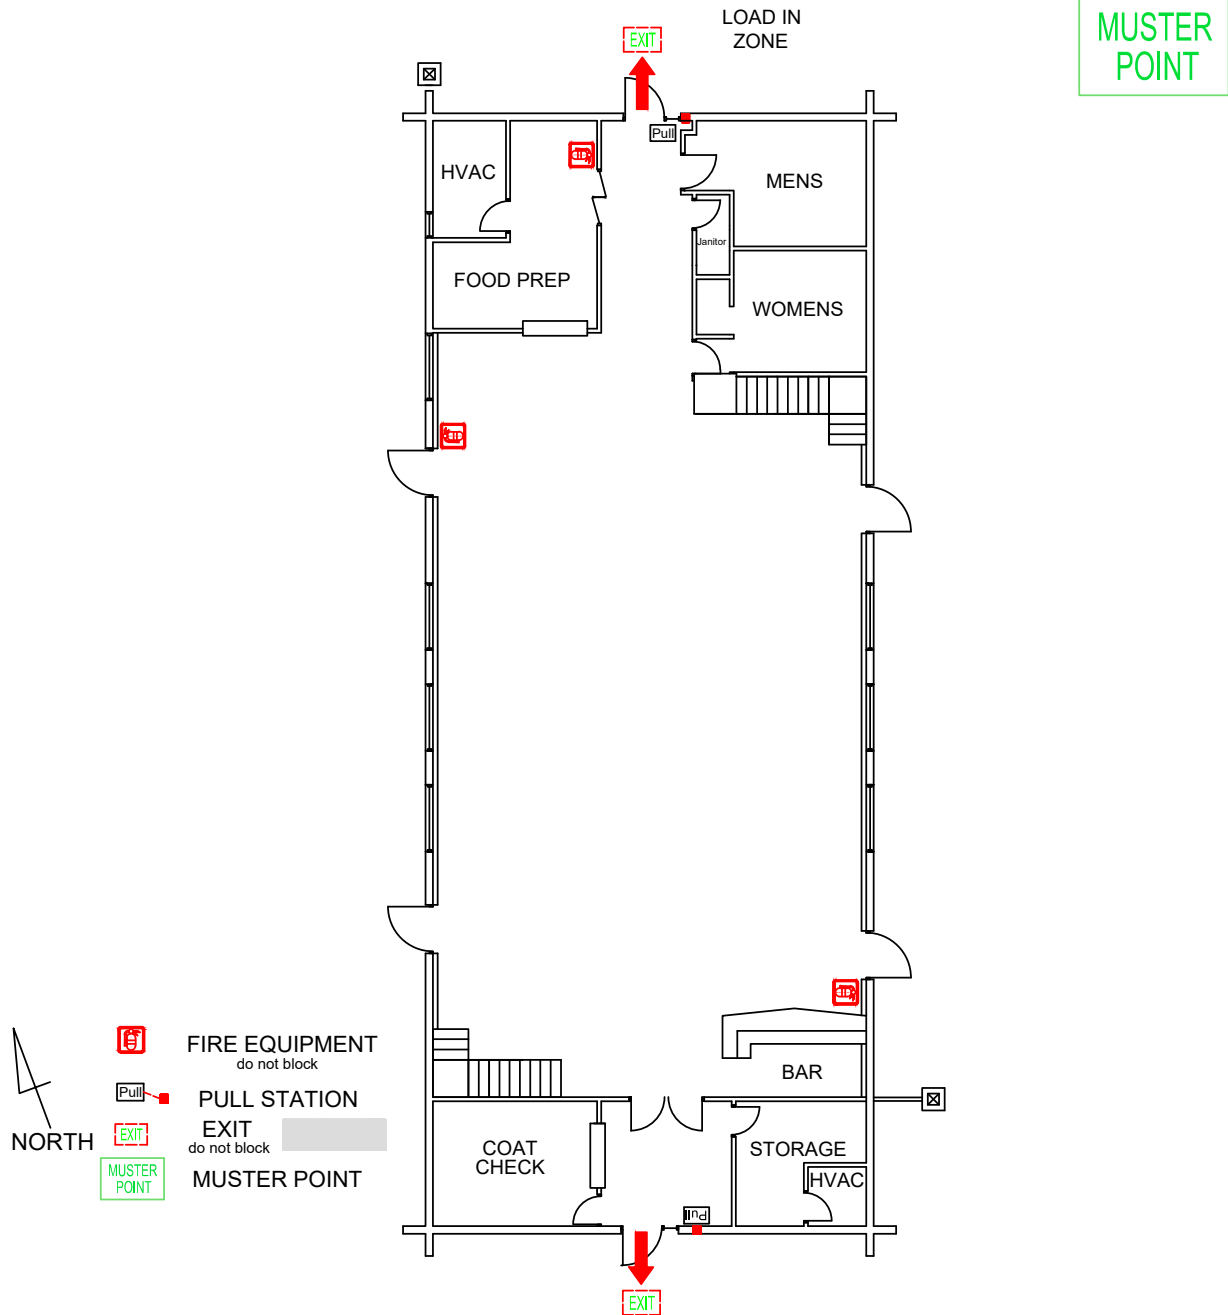 LOAD IN
ZONE
MUSTER
POINT
EXIT
Pull
HVAC
MENS
Janitor
FOOD PREP
WOMENS
BAR
COAT
CHECK
STORAGE
HVAC
Pull
EXIT
NORTH
FIRE EQUIPMENT
do not block
Pull
PULL STATION
EXIT
EXIT
do not block
MUSTER
POINT
MUSTER POINT